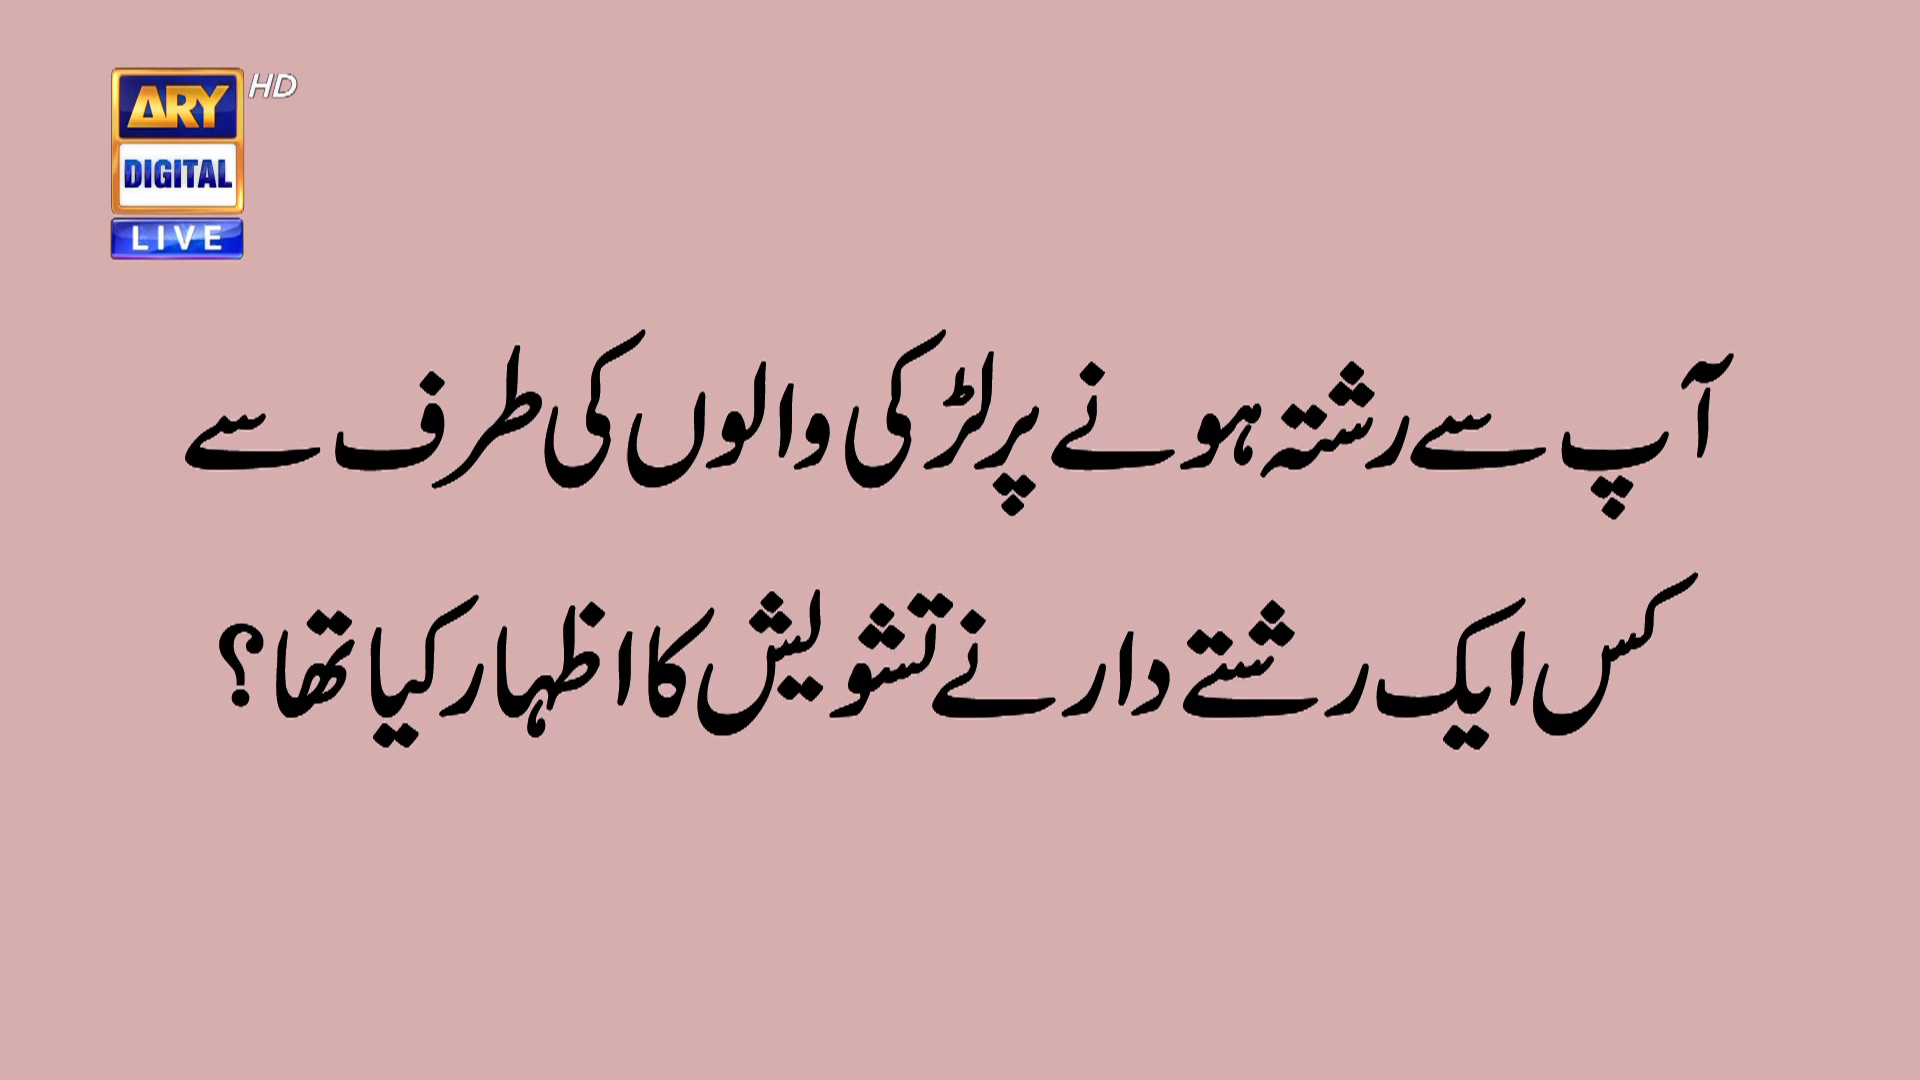 ARY
HD
DIGITAL
LIVE
آپ سے رشتہ ہونے پر لڑکی والوں کی طرف سے
کس ایک رشتے دار نے تشویش کا اظہار کیا تھا؟